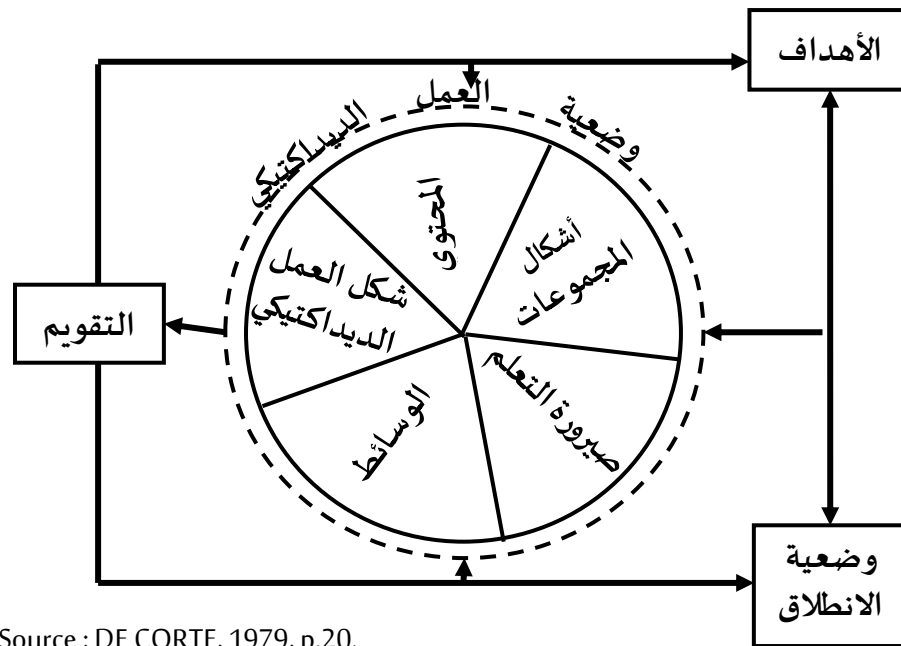 الأهداف
وضعية العمل الديداكتيكي
المحتوى
أشكال
المجموعات
شكل العمل
الديداكتيكي
التقويم
صيرورة التعلم
الوسائط
وضعية
الانطلاق
Source : DE CORTE, 1979, p.20.